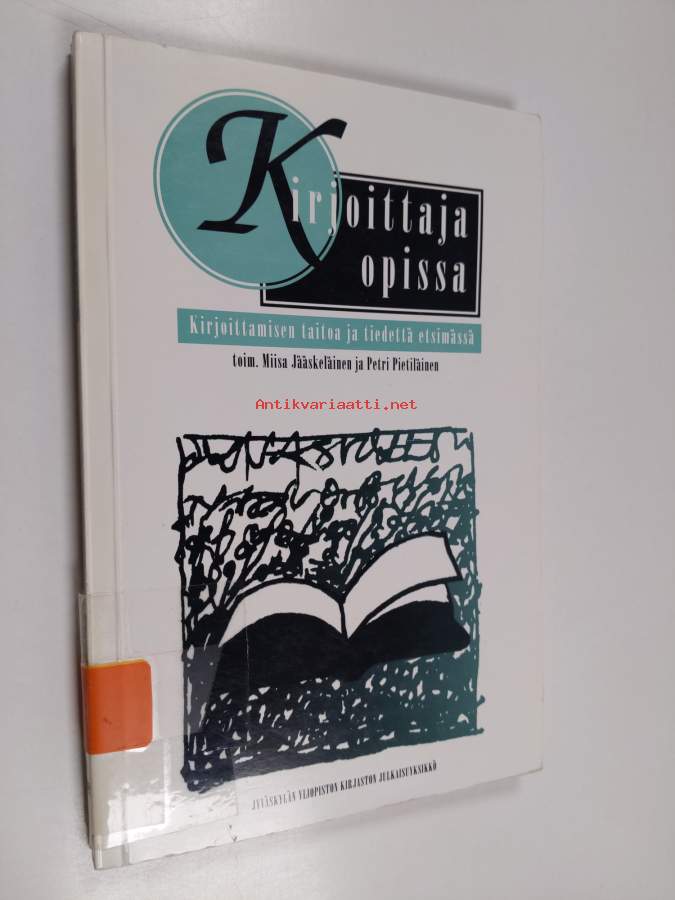 Kirjoittaja
opissa
Kirjoittamisen taitoa ja tiedettä etsimässä
toim. Miisa Jääskeläinen ja Petri Pietiläinen
Antikvariaatti.net
JYVÄSKYLÄN YLIOPISTON KIRJASTON JULKAISUYKSIKKÖ